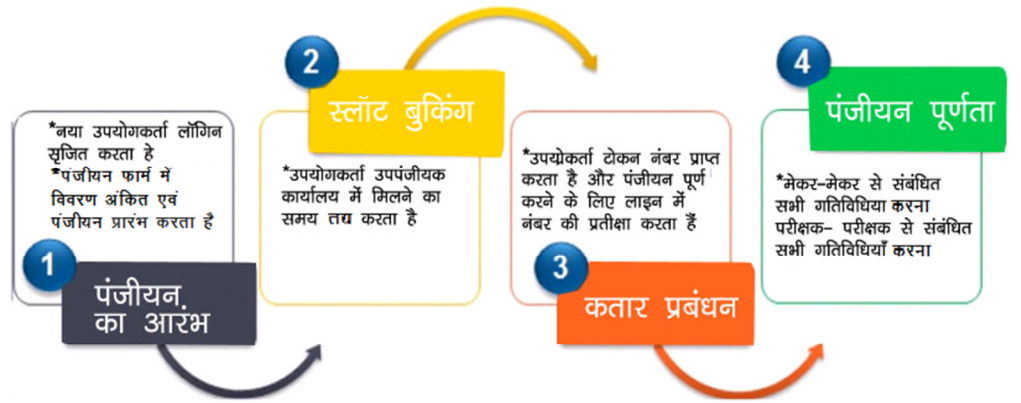 1
*नया उपयोगकर्ता लॉगिन
सृजित करता हे
*पंजीयन फार्म में
विवरण अंकित एवं
पंजीयन प्रारंभ करता है
पंजीयन.
का आरंभ
2
स्लॉट बुकिंग
*उपयोगकर्ता उपपंजीयक
कार्यालय में मिलने का
समय तय करता है
*उपयोकर्ता टोकन नंबर प्राप्त
करता है और पंजीयन पूर्ण
करने के लिए लाइन में
नंबर की प्रतीक्षा करता हैं
3
कतार प्रबंधन
4
पंजीयन पूर्णता
*मेकर–मेकर से संबंधित
सभी गतिविधिया करना
परीक्षक– परीक्षक से संबंधित
सभी गतिविधियाँ करना